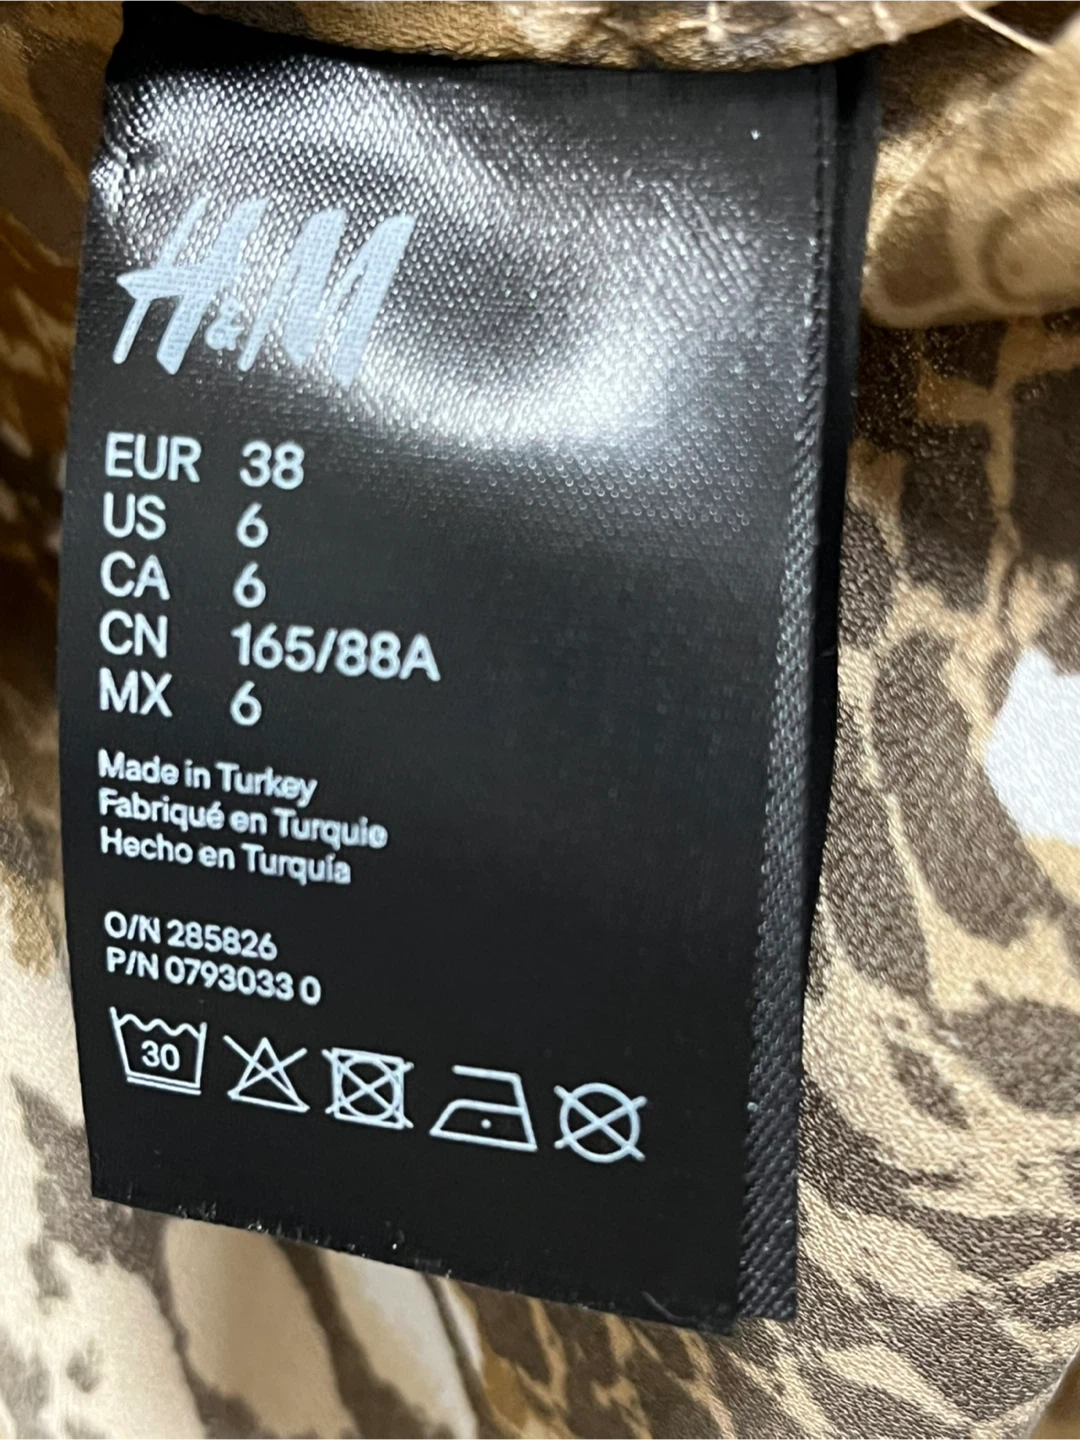 H&M
EUR 38
US 6
CA 6
CN 165/88A
MX 6
Made in Turkey
Fabriqué en Turquie
Hecho en Turquía
O/N 285826
P/N 0793033 0
30